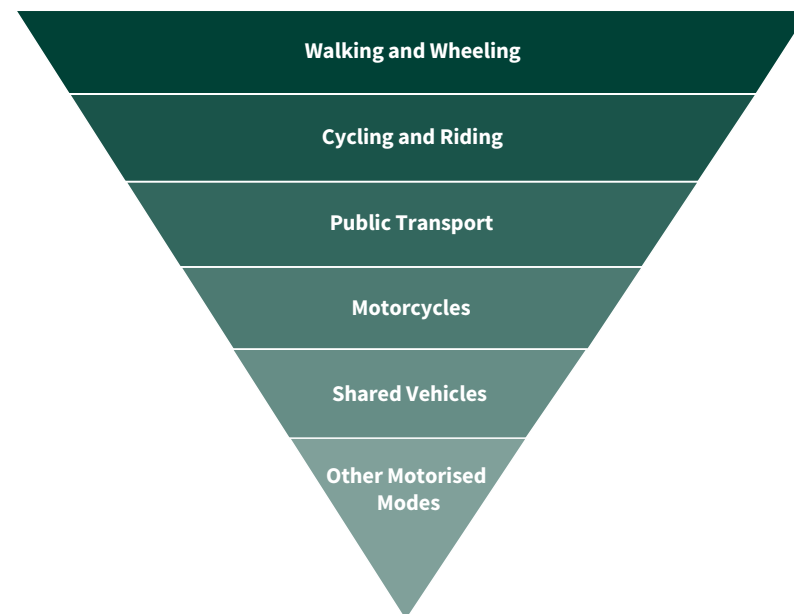 Walking and Wheeling
Cycling and Riding
Public Transport
Motorcycles
Shared Vehicles
Other Motorised
Modes